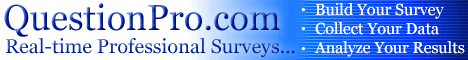 QuestionPro.com
Real-time Professional Surveys...
• Build Your Survey
• Collect Your Data
• Analyze Your Results